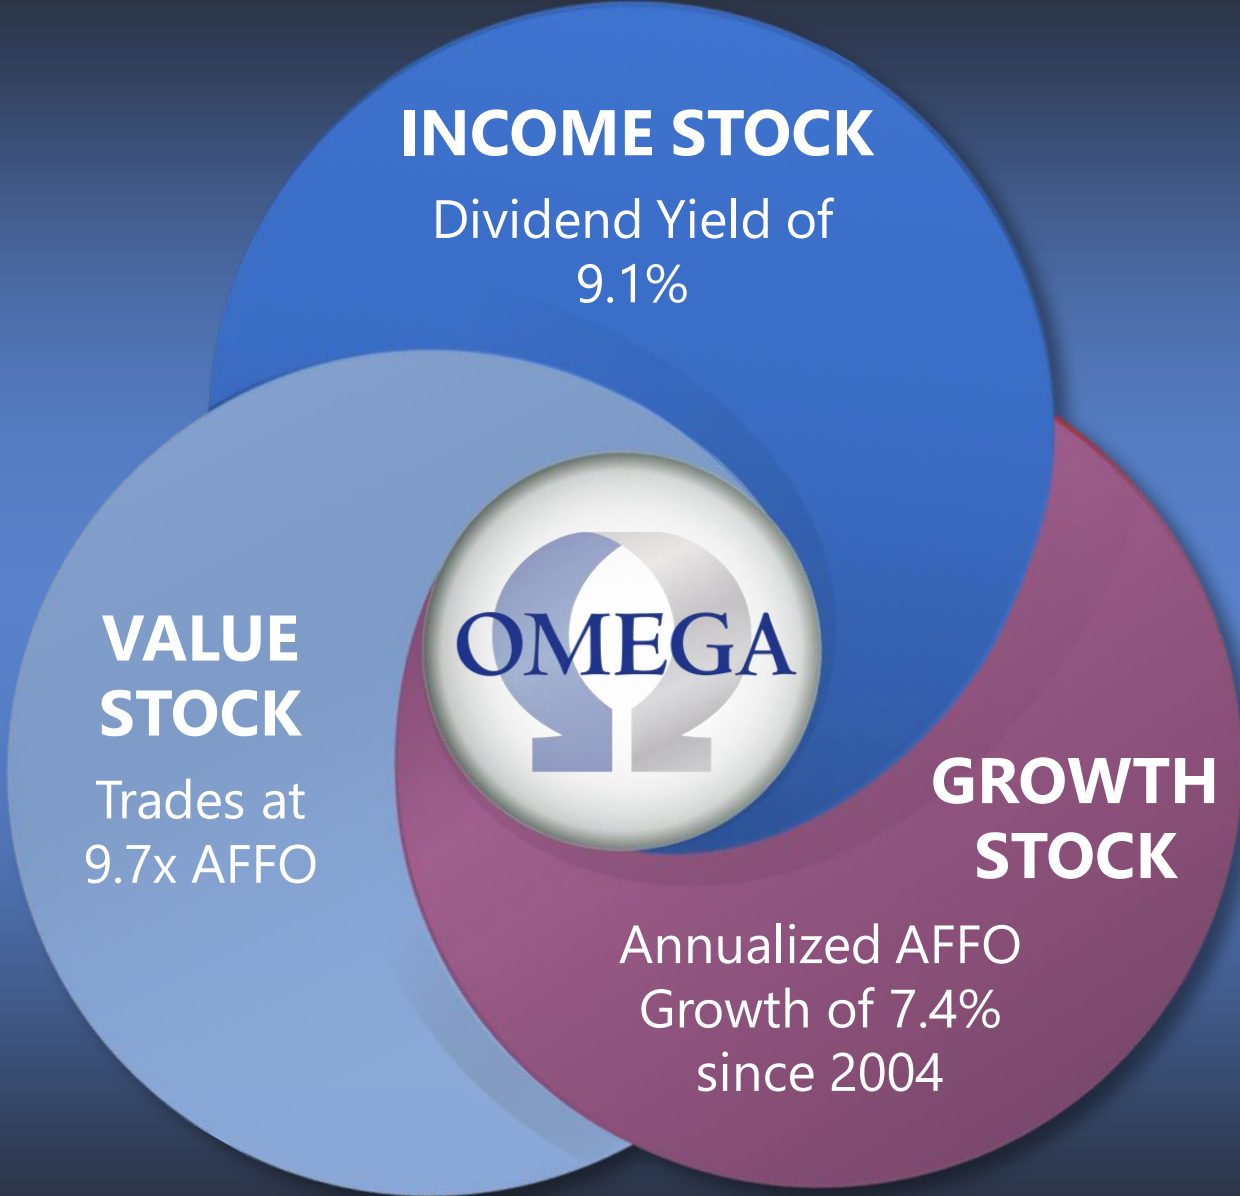 INCOME STOCK
Dividend Yield of
9.1%
OMEGA
VALUE
STOCK
Trades at
9.7x AFFO
GROWTH
STOCK
Annualized AFFO
Growth of 7.4%
since 2004